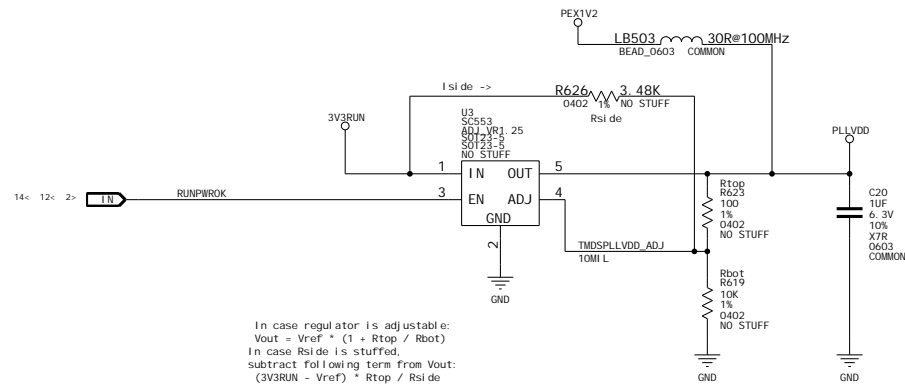 PEX1V2
LB503 30R@100MHz
BEAD_0603 COMMON
Iside ->
R626 3.48K
0402 1% NO STUFF
Rside
3V3RUN
U3
SC553
ADJ_VR1.25
SOT23-5
SOT23-5
NO STUFF
PLLVDD
1 IN OUT 5
14< 12< 2> IN RUNPWROK 3 EN ADJ 4
GND
2
GND
Rtop
R623
100
1%
0402
NO STUFF
C20
1UF
6.3V
10%
X7R
0603
COMMON
TMDSPLLVDD_ADJ
10MIL
Rbot
R619
10K
1%
0402
NO STUFF
GND
GND
In case regulator is adjustable:
Vout = Vref * (1 + Rtop / Rbot)
In case Rside is stuffed,
subtract following term from Vout:
(3V3RUN - Vref) * Rtop / Rside